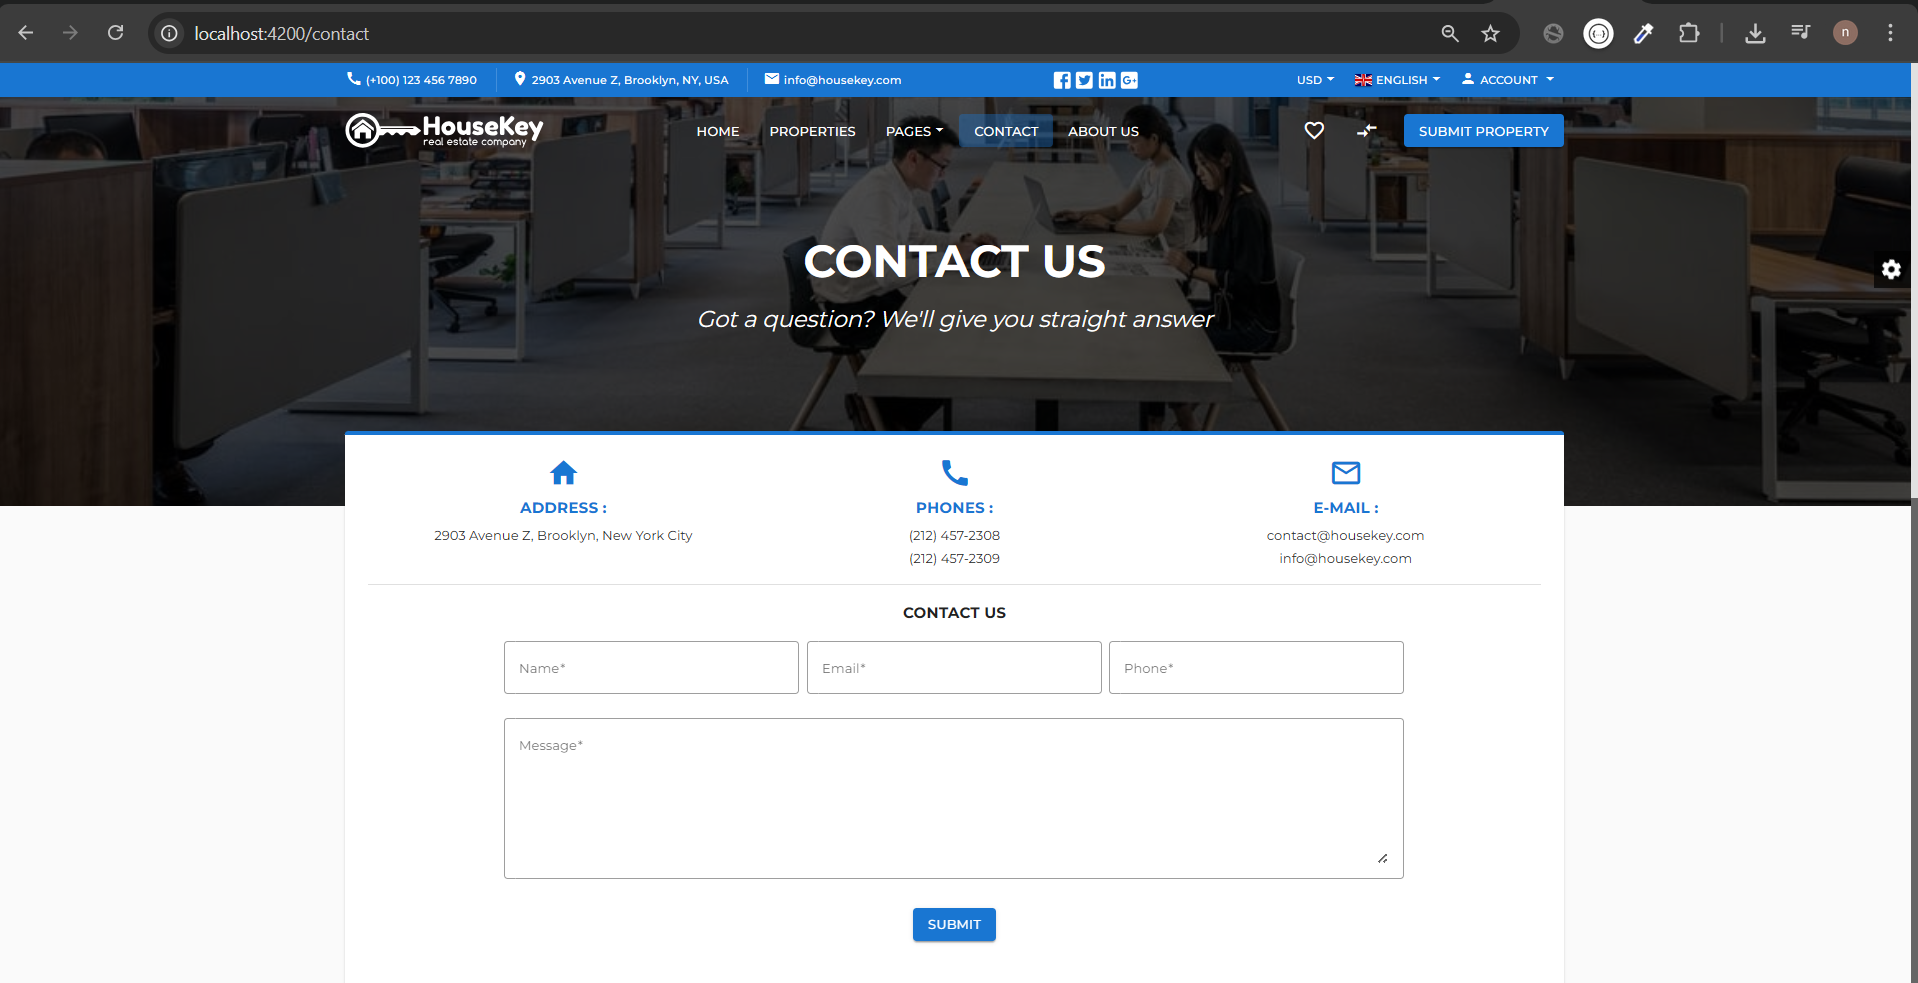 localhost:4200/contact
n
(+100) 123 456 7890
2903 Avenue Z, Brooklyn, NY, USA
info@housekey.com
USD
ENGLISH
ACCOUNT
HouseKey
real estate company
HOME
PROPERTIES
PAGES
CONTACT
ABOUT US
SUBMIT PROPERTY
CONTACT US
Got a question? We'll give you straight answer
ADDRESS :
2903 Avenue Z, Brooklyn, New York City
PHONES :
(212) 457-2308
(212) 457-2309
E-MAIL :
contact@housekey.com
info@housekey.com
CONTACT US
Name*
Email*
Phone*
Message*
SUBMIT